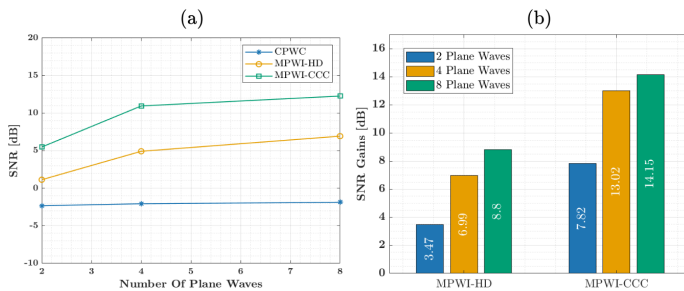 (a)
20
15
10
5
0
-5
-10
SNR [dB]
CPWC
MPWI-HD
MPWI-CCC
2 3 4 5 6 7 8
Number Of Plane Waves
(b)
16
14
12
10
8
6
4
2
0
SNR Gains [dB]
2 Plane Waves
4 Plane Waves
8 Plane Waves
3.47 6.99 8.8 7.82 13.02 14.15
MPWI-HD MPWI-CCC